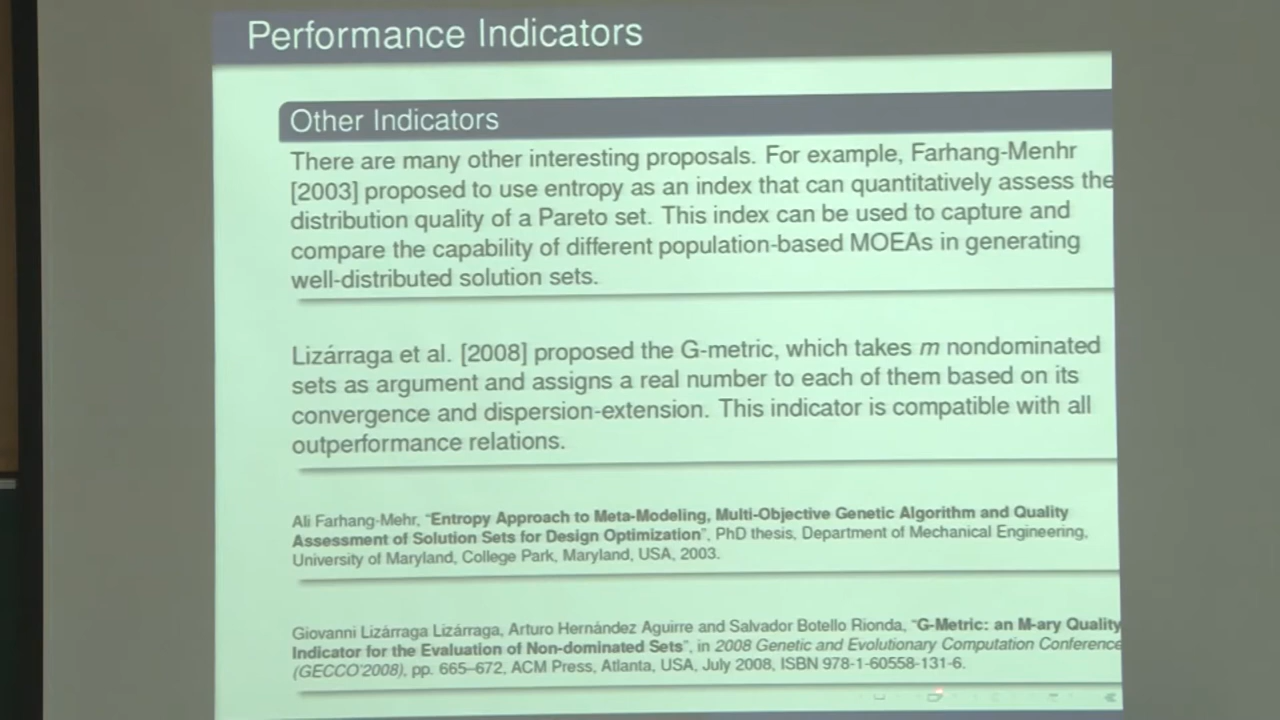 Performance Indicators
Other Indicators
There are many other interesting proposals. For example, Farhang-Menhr
[2003] proposed to use entropy as an index that can quantitatively assess the
distribution quality of a Pareto set. This index can be used to capture and
compare the capability of different population-based MOEAs in generating
well-distributed solution sets.
Lizárraga et al. [2008] proposed the G-metric, which takes m nondominated
sets as argument and assigns a real number to each of them based on its
convergence and dispersion-extension. This indicator is compatible with all
outperformance relations.
Ali Farhang-Mehr, “Entropy Approach to Meta-Modeling, Multi-Objective Genetic Algorithm and Quality
Assessment of Solution Sets for Design Optimization”, PhD thesis, Department of Mechanical Engineering,
University of Maryland, College Park, Maryland, USA, 2003.
Giovanni Lizárraga Lizárraga, Arturo Hernández Aguirre and Salvador Botello Rionda, “G-Metric: an M-ary Quality
Indicator for the Evaluation of Non-dominated Sets”, in 2008 Genetic and Evolutionary Computation Conference
(GECCO'2008), pp. 665–672, ACM Press, Atlanta, USA, July 2008, ISBN 978-1-60558-131-6.